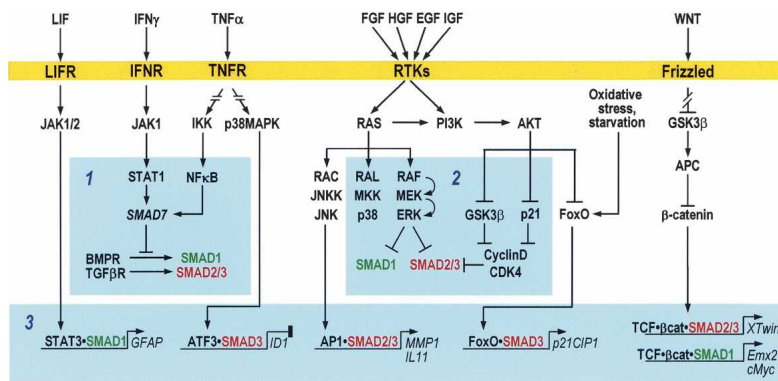 LIF IFNγ TNFα FGF HGF EGF IGF WNT
LIFR IFNR TNFR RTKs Frizzled
Oxidative
stress,
starvation
JAK1/2 JAK1 IKK p38MAPK RAS PI3K AKT GSK3β
1 STAT1 NFκB
RAC RAL RAF 2 APC
SMAD7 JNKK MKK MEK
JNK p38 ERK GSK3β p21 FoxO β-catenin
BMPR SMAD1
TGFβR SMAD2/3
SMAD1 SMAD2/3 CyclinD
CDK4
3 STAT3•SMAD1 GFAP ATF3•SMAD3 ID1 AP1•SMAD2/3 MMP1
IL11
FoxO•SMAD3 p21CIP1
TCF•βcat•SMAD2/3 XTwin
TCF•βcat•SMAD1 Emx2
cMyc